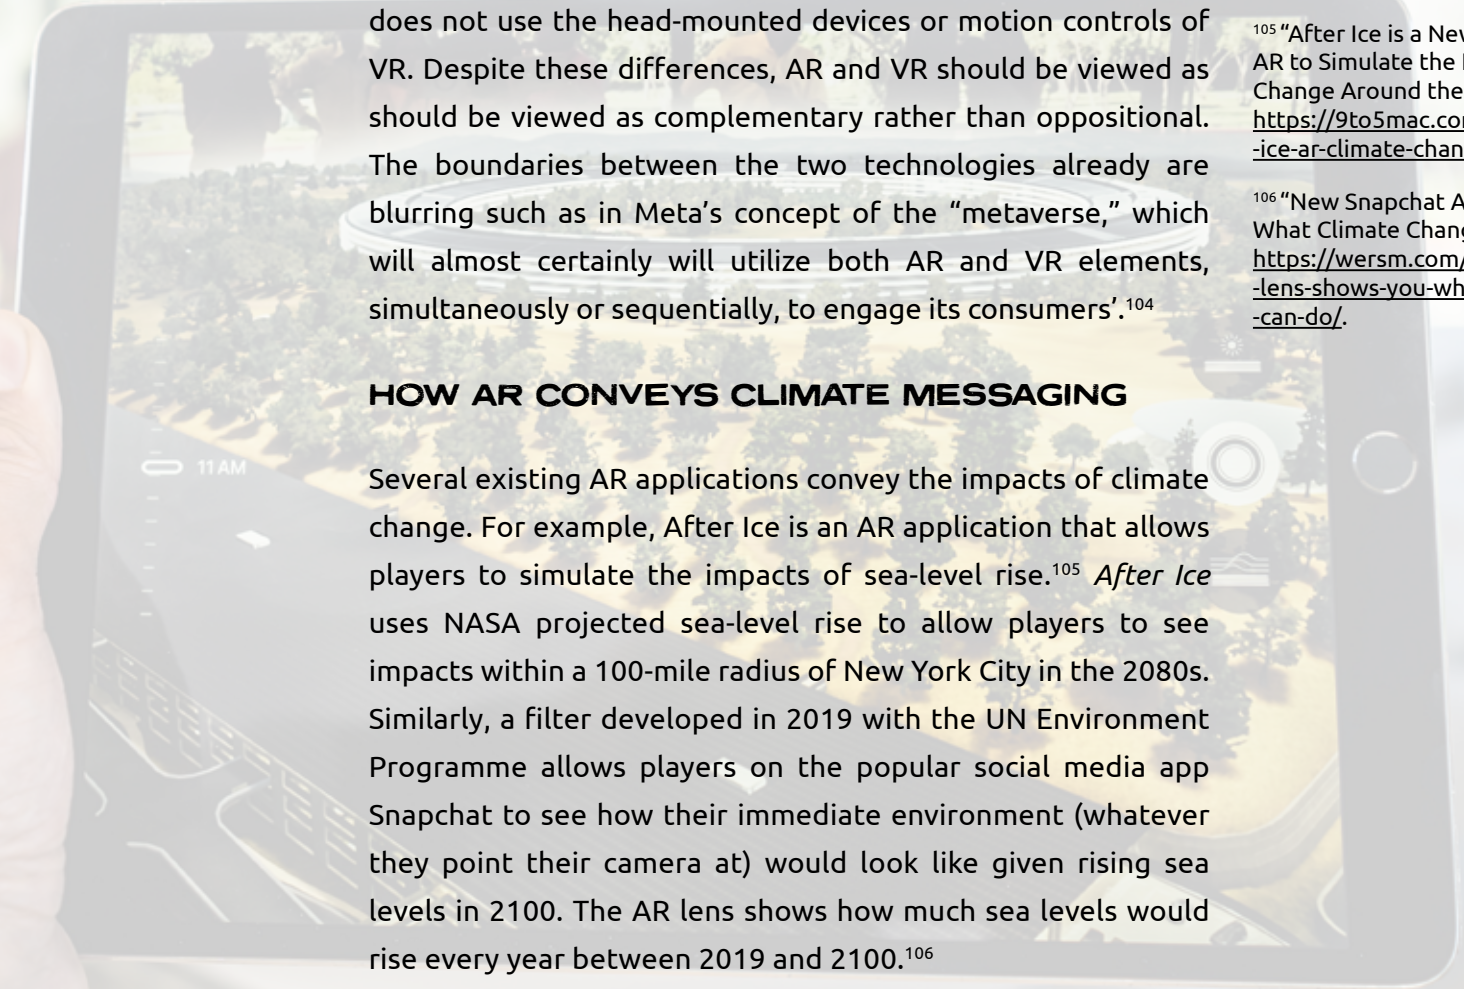 does not use the head-mounted devices or motion controls of
VR. Despite these differences, AR and VR should be viewed as
should be viewed as complementary rather than oppositional.
The boundaries between the two technologies already are
blurring such as in Meta’s concept of the “metaverse,” which
will almost certainly will utilize both AR and VR elements,
simultaneously or sequentially, to engage its consumers’.104
HOW AR CONVEYS CLIMATE MESSAGING
Several existing AR applications convey the impacts of climate
change. For example, After Ice is an AR application that allows
players to simulate the impacts of sea-level rise.105 After Ice
uses NASA projected sea-level rise to allow players to see
impacts within a 100-mile radius of New York City in the 2080s.
Similarly, a filter developed in 2019 with the UN Environment
Programme allows players on the popular social media app
Snapchat to see how their immediate environment (whatever
they point their camera at) would look like given rising sea
levels in 2100. The AR lens shows how much sea levels would
rise every year between 2019 and 2100.106
105 “After Ice is a
AR to Simulate the
Change Around the
https://9to5mac.co
-ice-ar-climate-chan
106 “New Snapchat
What Climate
https://wersm.com/
-lens-shows-you-wh
-can-do/.
11 AM